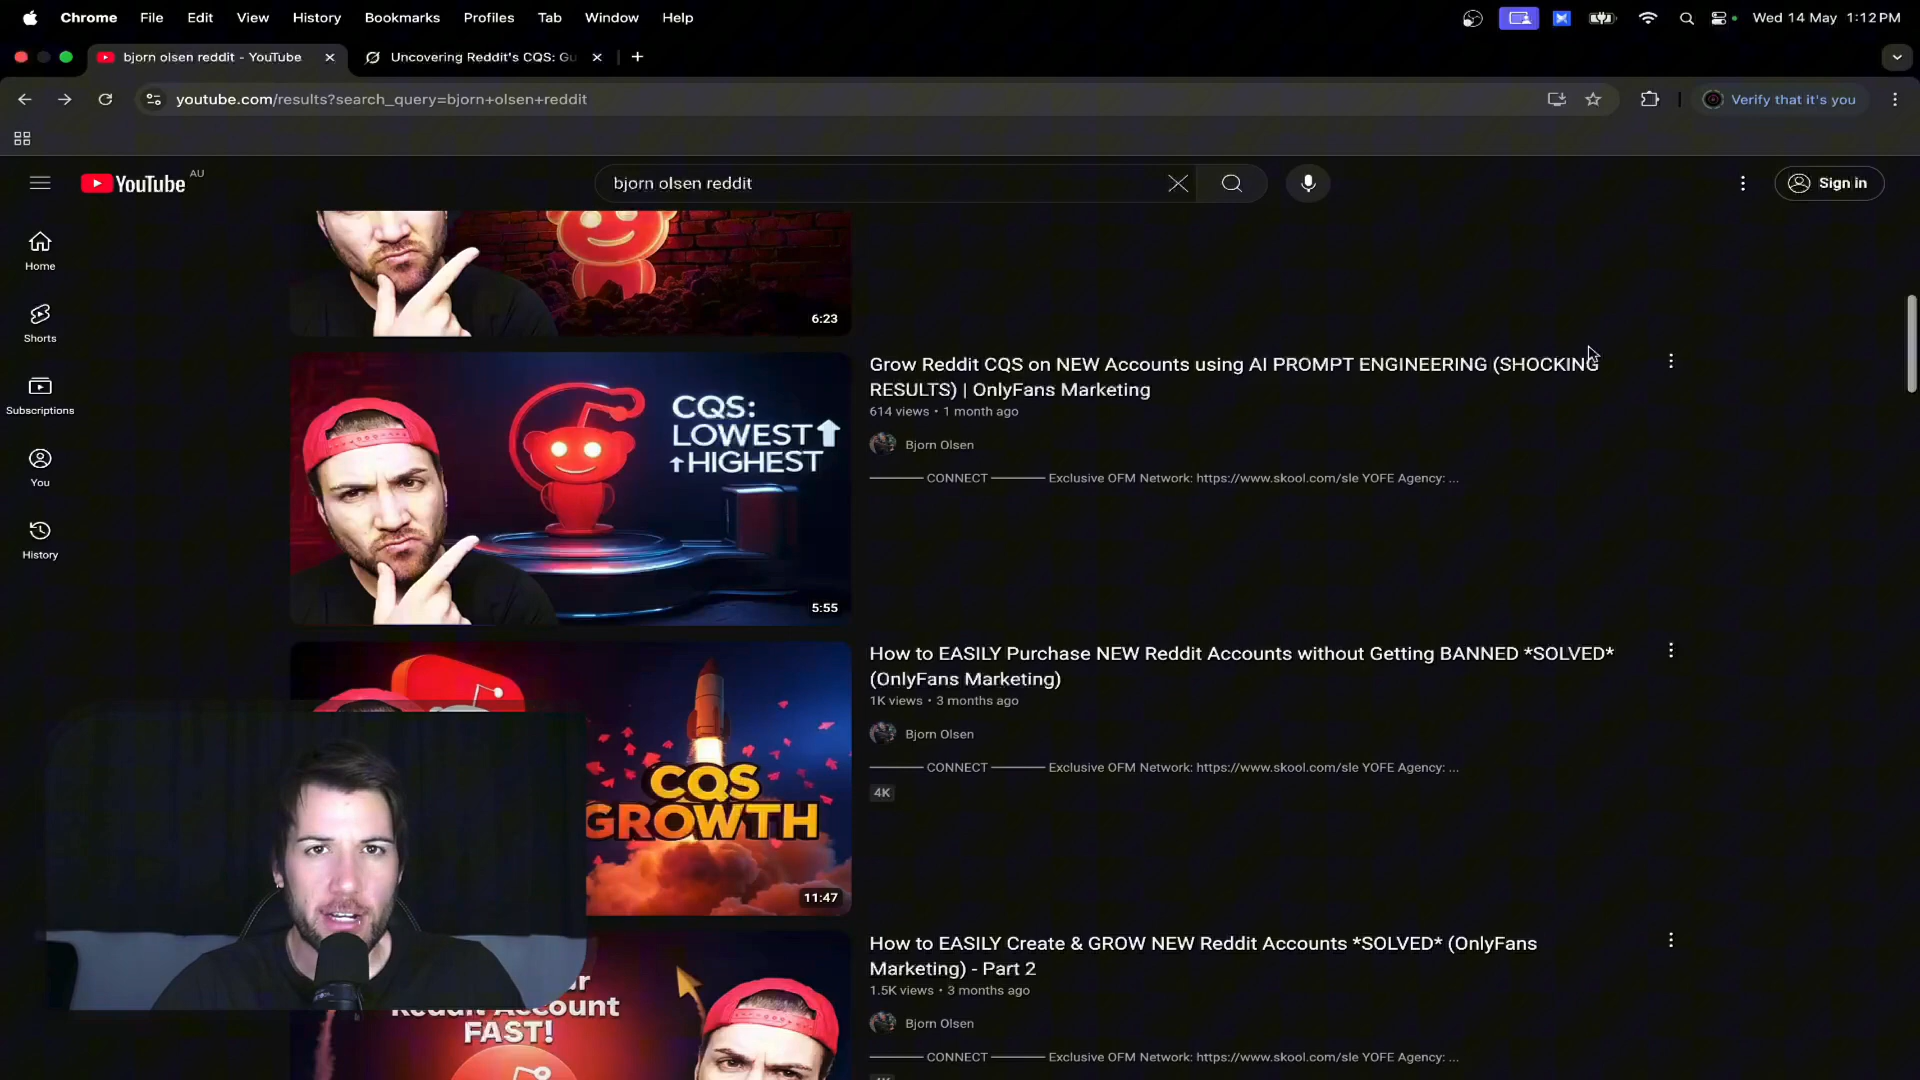 Chrome File Edit View History Bookmarks Profiles Tab Window Help Wed 14 May 1:12 PM
bjorn olsen reddit - YouTube Uncovering Reddit's CQS: Gu
youtube.com/results?search_query=bjorn+olsen+reddit Verify that it's you
YouTube AU
bjorn olsen reddit
Sign in
Home
Shorts
Subscriptions
You
History
6:23
CQS:
LOWEST
HIGHEST
5:55
Grow Reddit CQS on NEW Accounts using AI PROMPT ENGINEERING (SHOCKING
RESULTS) | OnlyFans Marketing
614 views • 1 month ago
Bjorn Olsen
———— CONNECT ———— Exclusive OFM Network: https://www.skool.com/sle YOFE Agency: ...
CQS
GROWTH
11:47
How to EASILY Purchase NEW Reddit Accounts without Getting BANNED *SOLVED*
(OnlyFans Marketing)
1K views • 3 months ago
Bjorn Olsen
———— CONNECT ———— Exclusive OFM Network: https://www.skool.com/sle YOFE Agency: ...
4K
Reddit Account
FAST!
How to EASILY Create & GROW NEW Reddit Accounts *SOLVED* (OnlyFans
Marketing) - Part 2
1.5K views • 3 months ago
Bjorn Olsen
———— CONNECT ———— Exclusive OFM Network: https://www.skool.com/sle YOFE Agency: ...